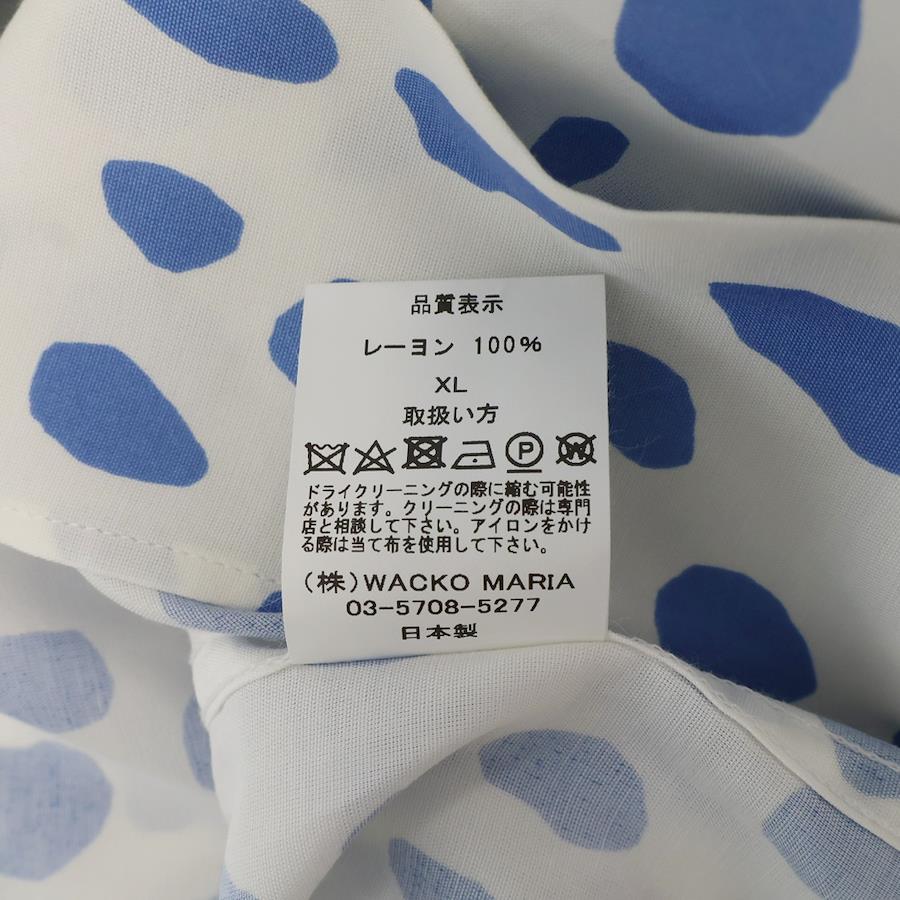 品質表示
レーヨン 100%
XL
取扱い方
P W
ドライクリーニングの際に縮む可能性
があります。クリーニングの際は専門
店と相談して下さい。アイロンをかけ
る際は当て布を使用して下い。
(株)WACKO MARIA
03-5708-5277
日本製